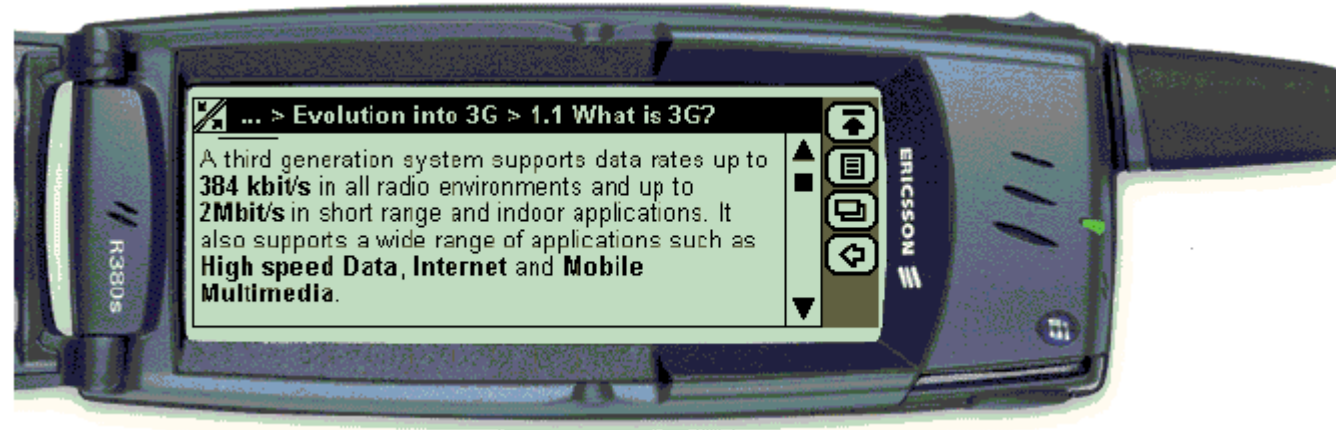 ... > Evolution into 3G > 1.1 What is 3G?
A third generation system supports data rates up to
384 kbit/s in all radio environments and up to
2Mbit/s in short range and indoor applications. It
also supports a wide range of applications such as
High speed Data, Internet and Mobile
Multimedia.
ERICSSON
R380s